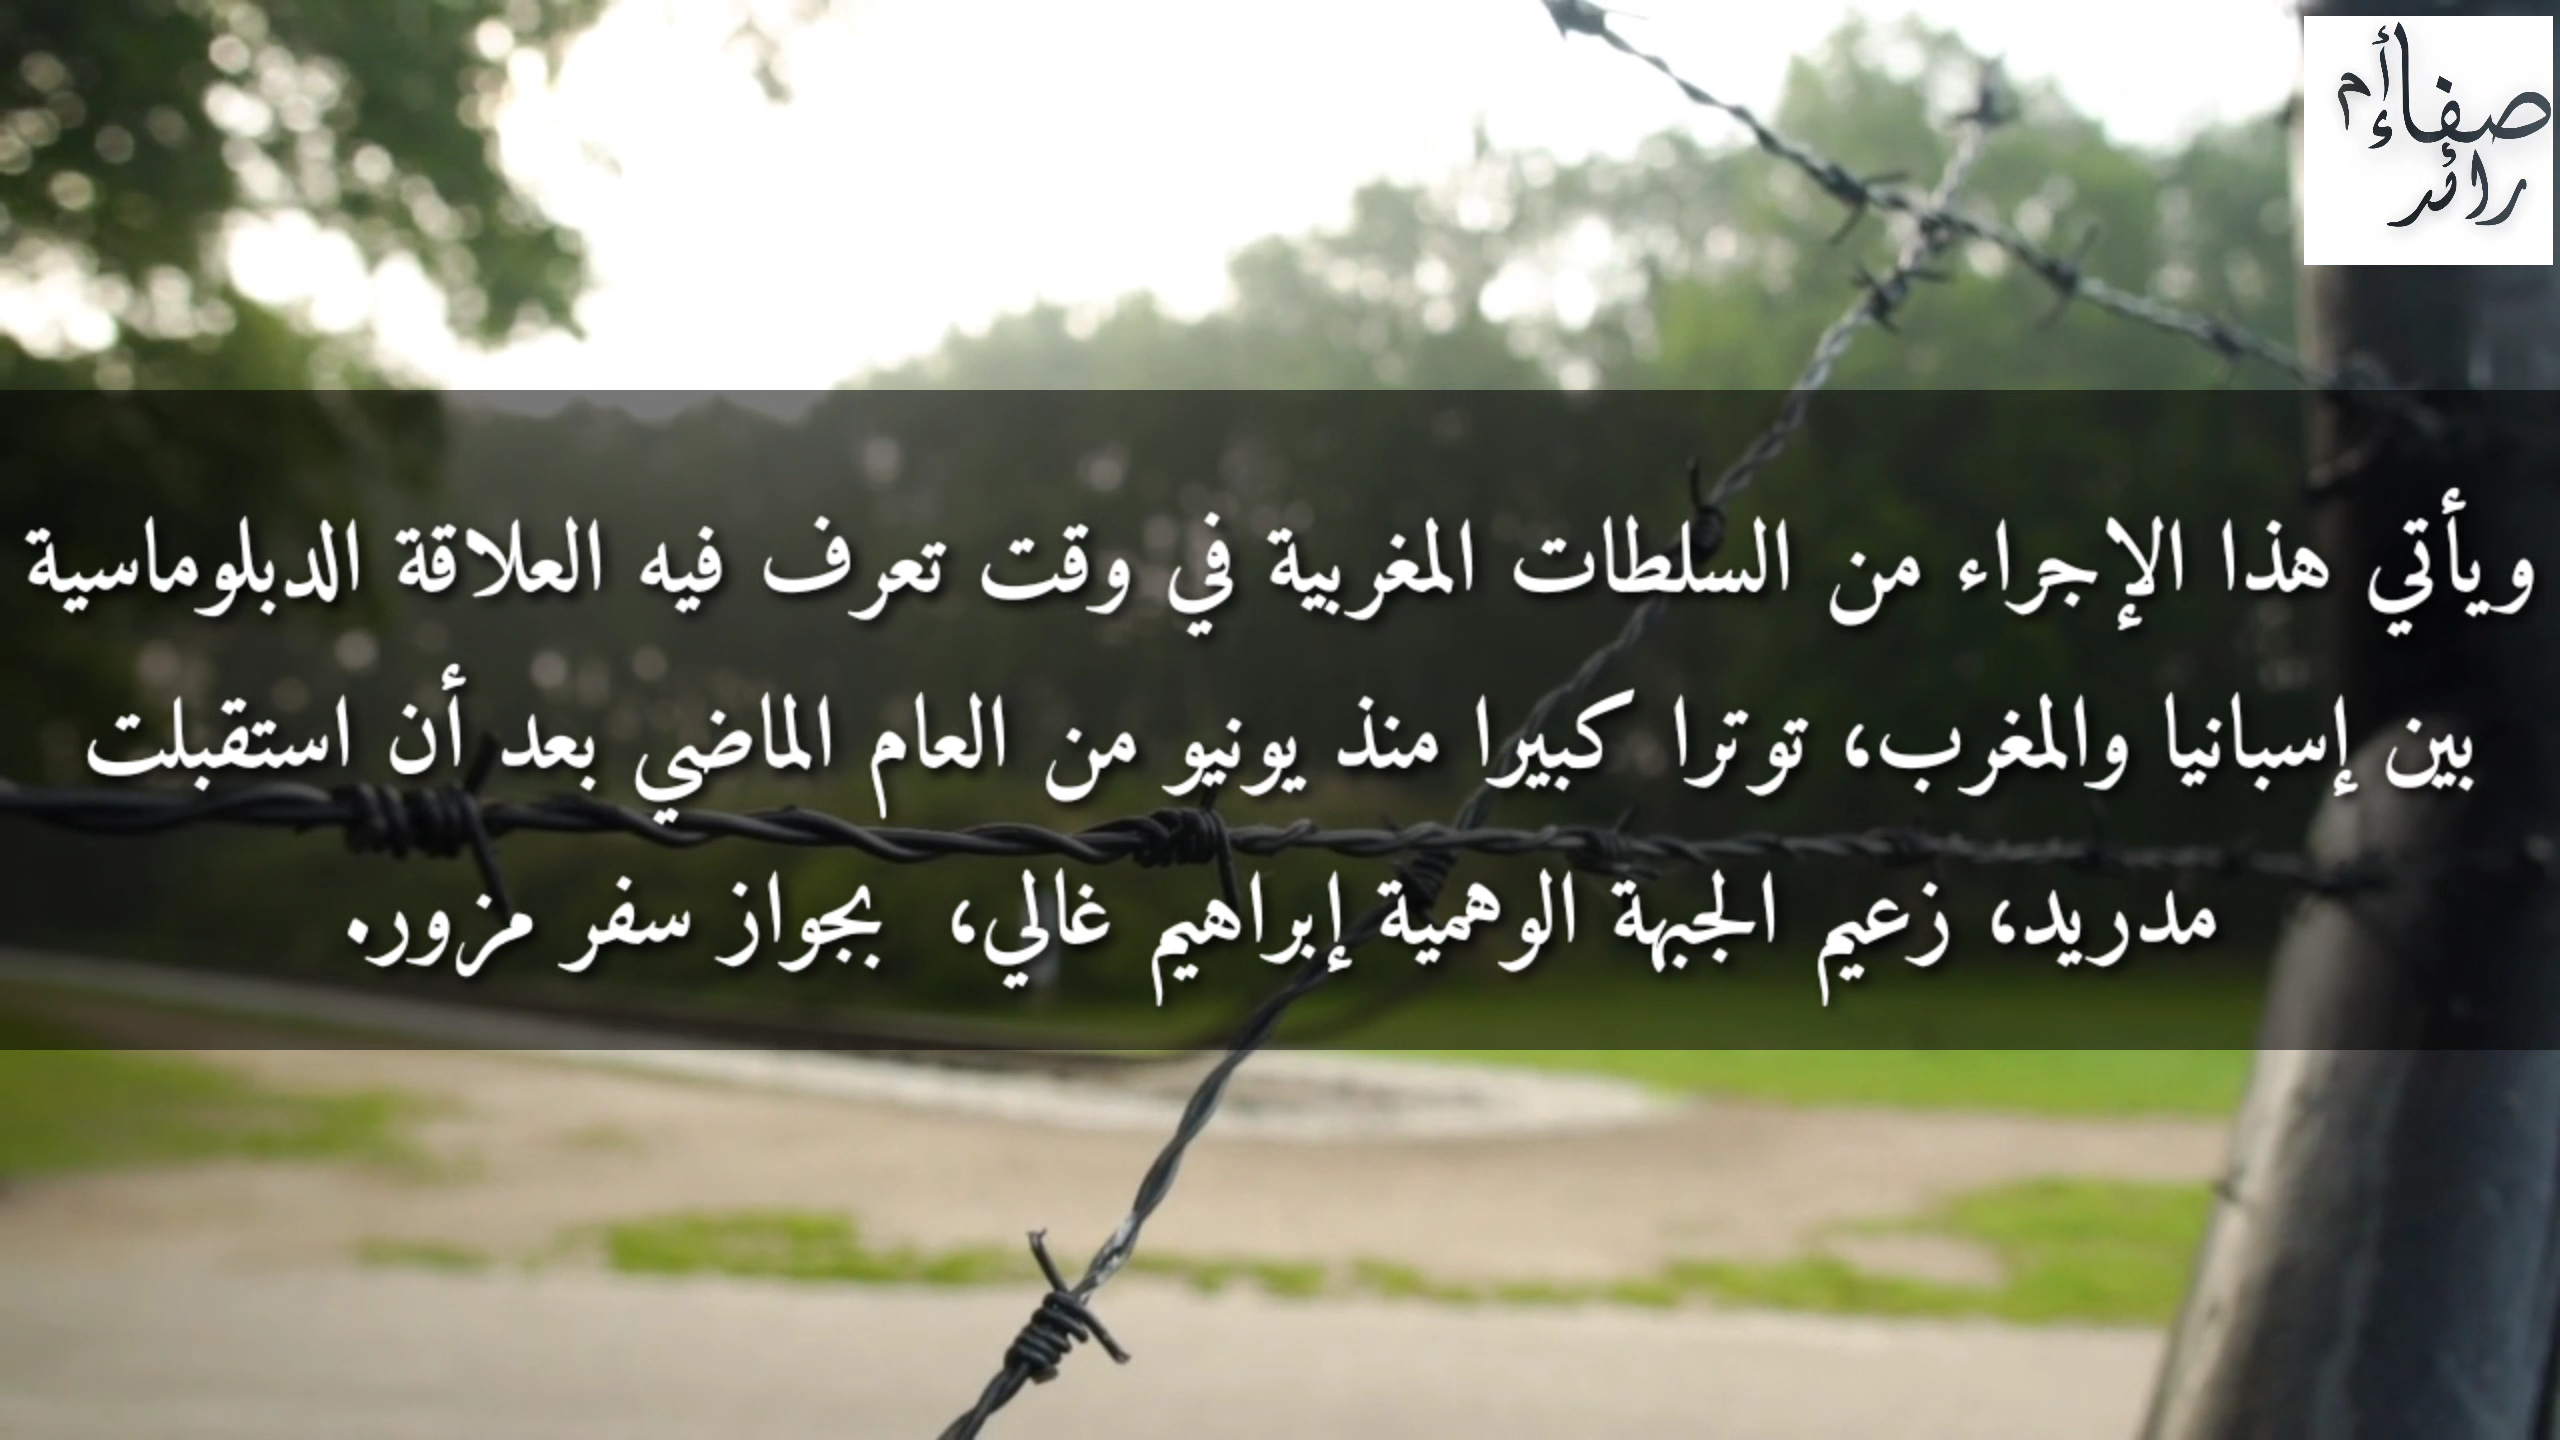 صفاء أم
رائد
ويأتي هذا الإجراء من السلطات المغربية في وقت تعرف فيه العلاقة الدبلوماسية
بين إسبانيا والمغرب، توترا كبيرا منذ يونيو من العام الماضي بعد أن استقبلت
مدريد، زعيم الجبهة الوهمية إبراهيم غالي، بجواز سفر مزور.